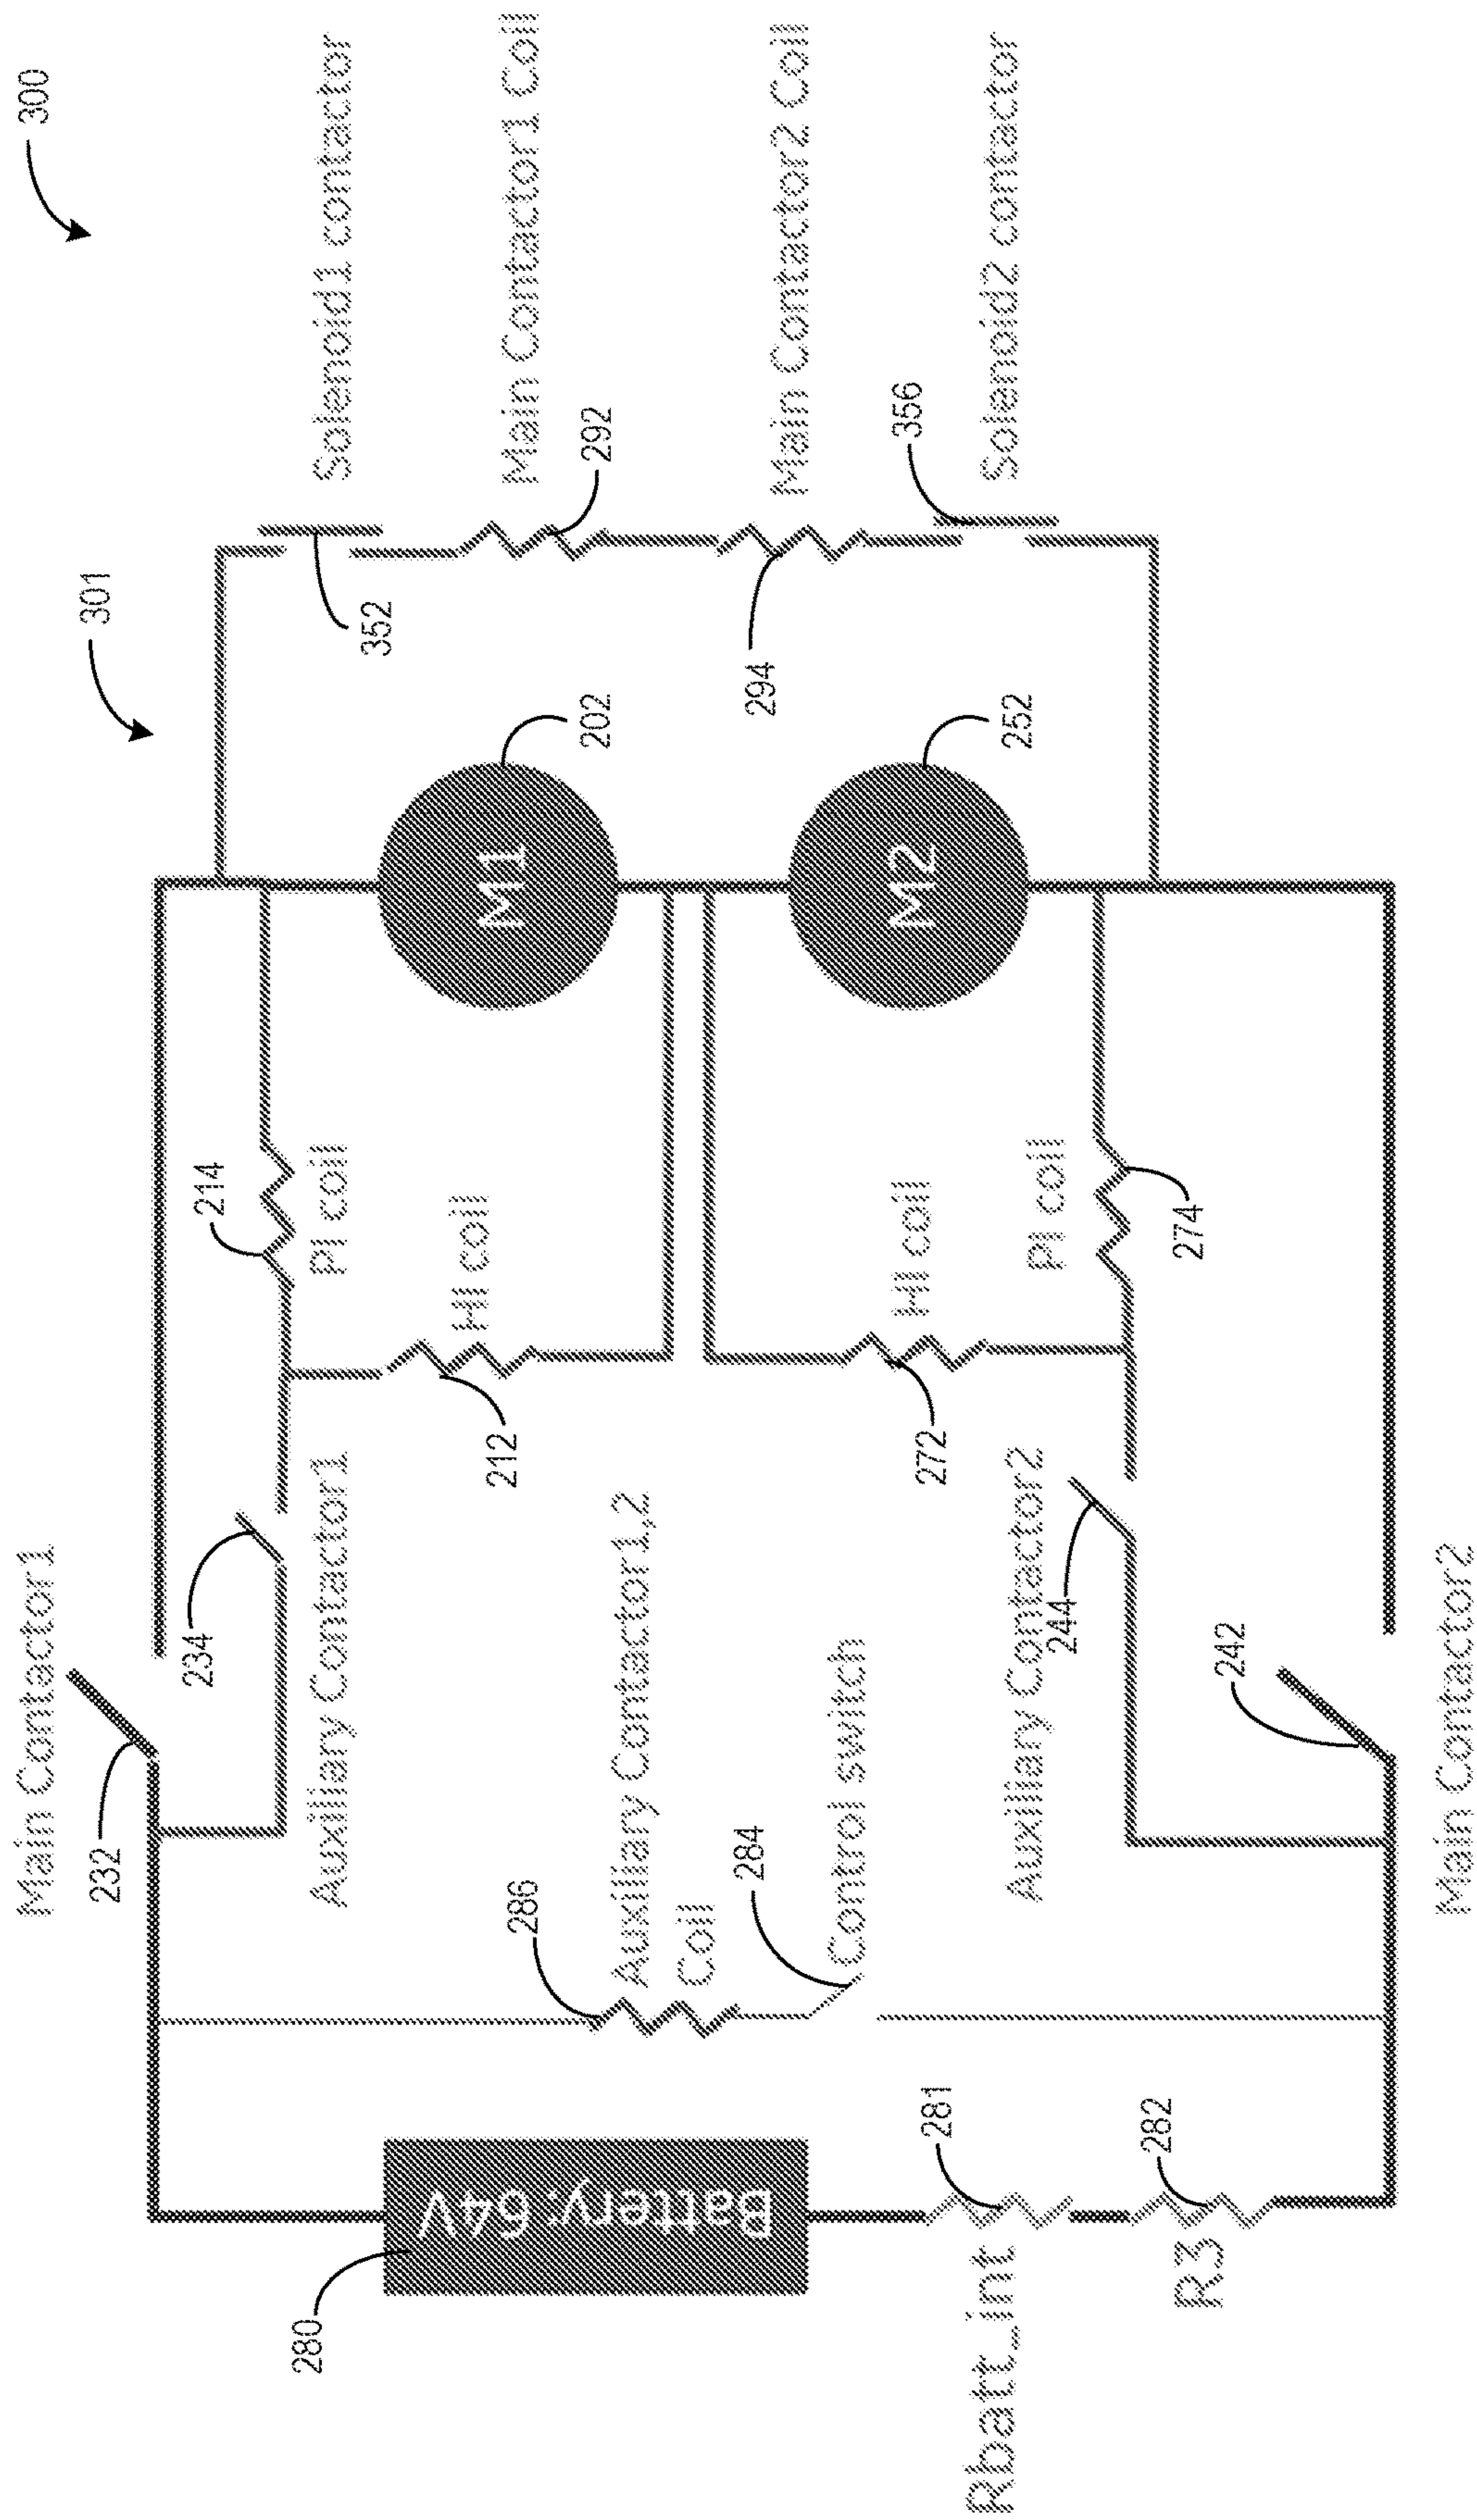 300
301
Main Contactor1
232
234
Auxiliary Contactor1
214
PI coil
HI coil
212
Solenoid1 contactor
352
Main Contactor1 Coil
292
M1
202
280
Battery: 64V
286
Auxiliary Contactor1,2
Coil
284
Control switch
294
Main Contactor2 Coil
M2
252
356
Solenoid2 contactor
HI coil
272
PI coil
274
Auxiliary Contactor2
244
242
Main Contactor2
281
Rbatt_int
282
R3